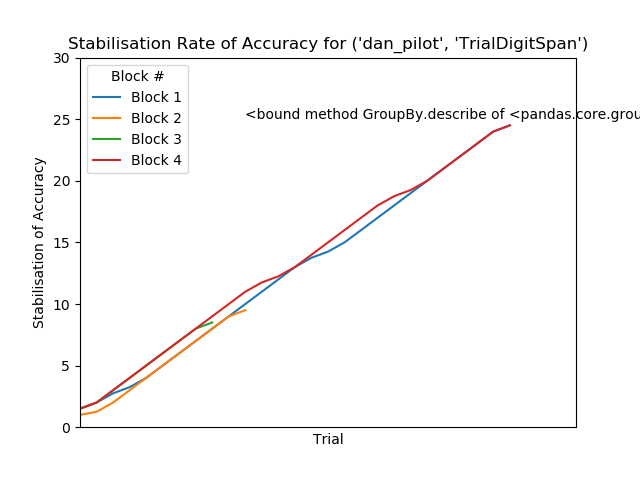 Stabilisation Rate of Accuracy for ('dan_pilot', 'TrialDigitSpan')
30
25
20
15
10
5
0
Stabilisation of Accuracy
Block #
Block 1
Block 2
Block 3
Block 4
<bound method GroupBy.describe of <pandas.core.grou
Trial